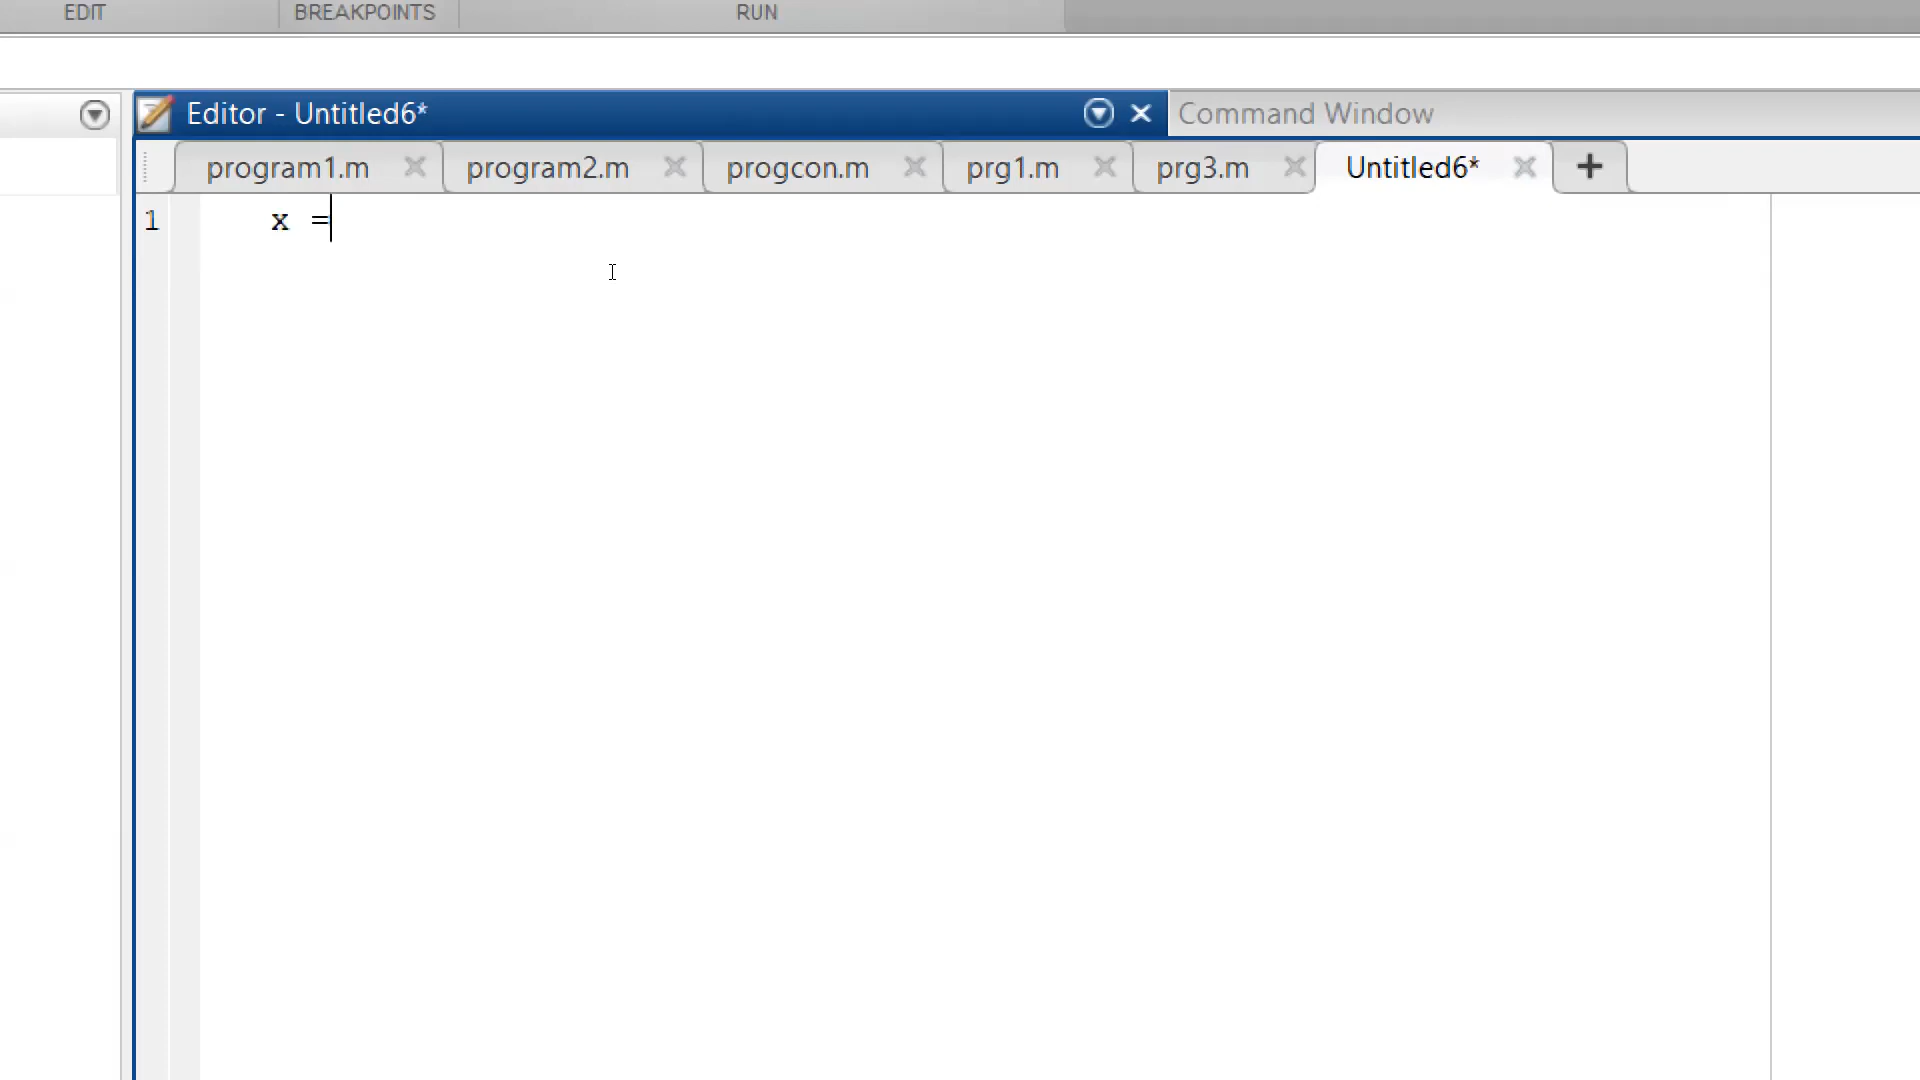 EDIT BREAKPOINTS RUN
Editor - Untitled6* Command Window
program1.m program2.m progcon.m prg1.m prg3.m Untitled6*
1 x =